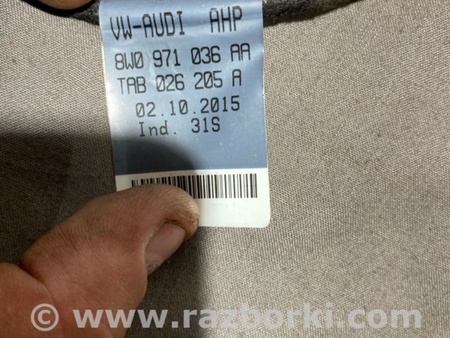 VW-AUDI AHP
8W0 971 036 AA
TAB 026 205 A
02.10.2015
Ind. 31S
© www.razborki.com